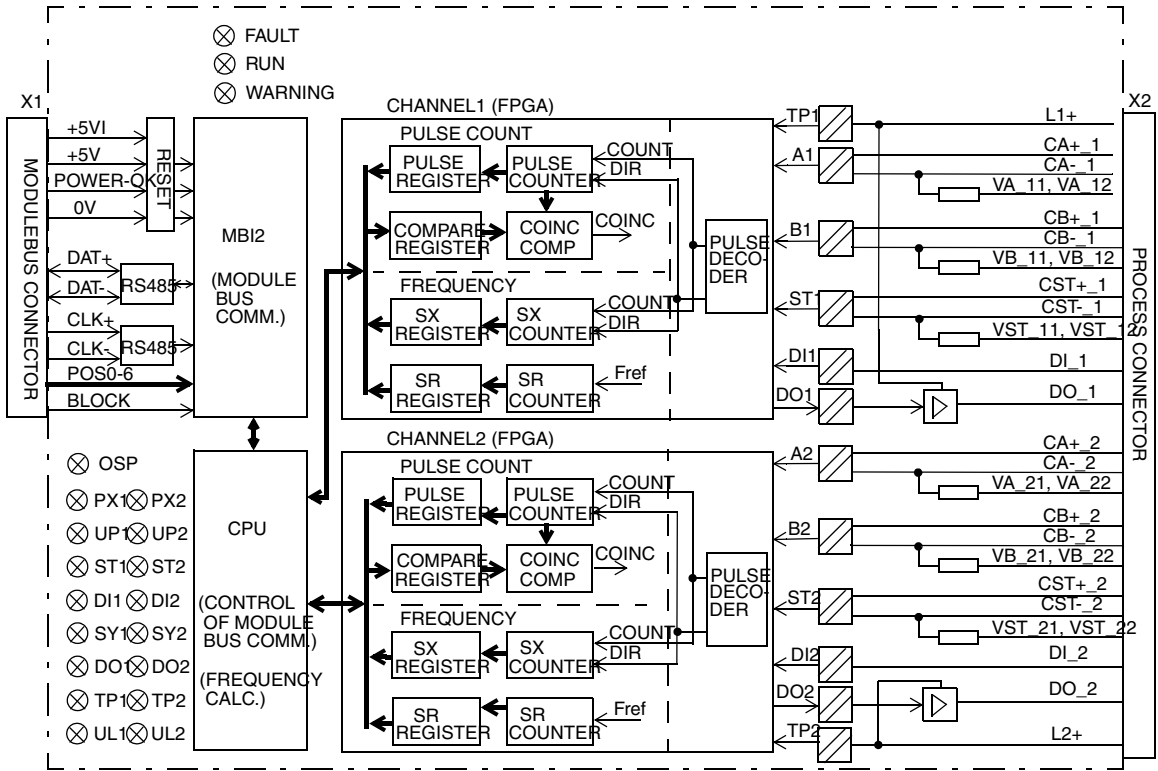 FAULT
RUN
WARNING
X1
+5VI
+5V
POWER-OK
0V
DAT+
DAT-
CLK+
CLK-
POS0-6
BLOCK
MODULEBUS CONNECTOR
RESET
RS485
RS485
MBI2
(MODULE
BUS
COMM.)
CPU
(CONTROL
OF MODULE
BUS COMM.)
(FREQUENCY
CALC.)
OSP
PX1 PX2
UP1 UP2
ST1 ST2
DI1 DI2
SY1 SY2
DO1 DO2
TP1 TP2
UL1 UL2
CHANNEL1 (FPGA)
PULSE COUNT
PULSE
REGISTER
PULSE
COUNTER
COUNT
DIR
COMPARE
REGISTER
COINC
COMP
COINC
FREQUENCY
SX
REGISTER
SX
COUNTER
COUNT
DIR
SR
REGISTER
SR
COUNTER
Fref
PULSE
DECO-
DER
CHANNEL2 (FPGA)
PULSE COUNT
PULSE
REGISTER
PULSE
COUNTER
COUNT
DIR
COMPARE
REGISTER
COINC
COMP
COINC
FREQUENCY
SX
REGISTER
SX
COUNTER
COUNT
DIR
SR
REGISTER
SR
COUNTER
Fref
PULSE
DECO-
DER
TP1
A1
B1
ST1
DI1
DO1
A2
B2
ST2
DI2
DO2
TP2
X2
L1+
CA+_1
CA-_1
VA_11, VA_12
CB+_1
CB-_1
VB_11, VB_12
CST+_1
CST-_1
VST_11, VST_12
DI_1
DO_1
CA+_2
CA-_2
VA_21, VA_22
CB+_2
CB-_2
VB_21, VB_22
CST+_2
CST-_2
VST_21, VST_22
DI_2
DO_2
L2+
PROCESS CONNECTOR